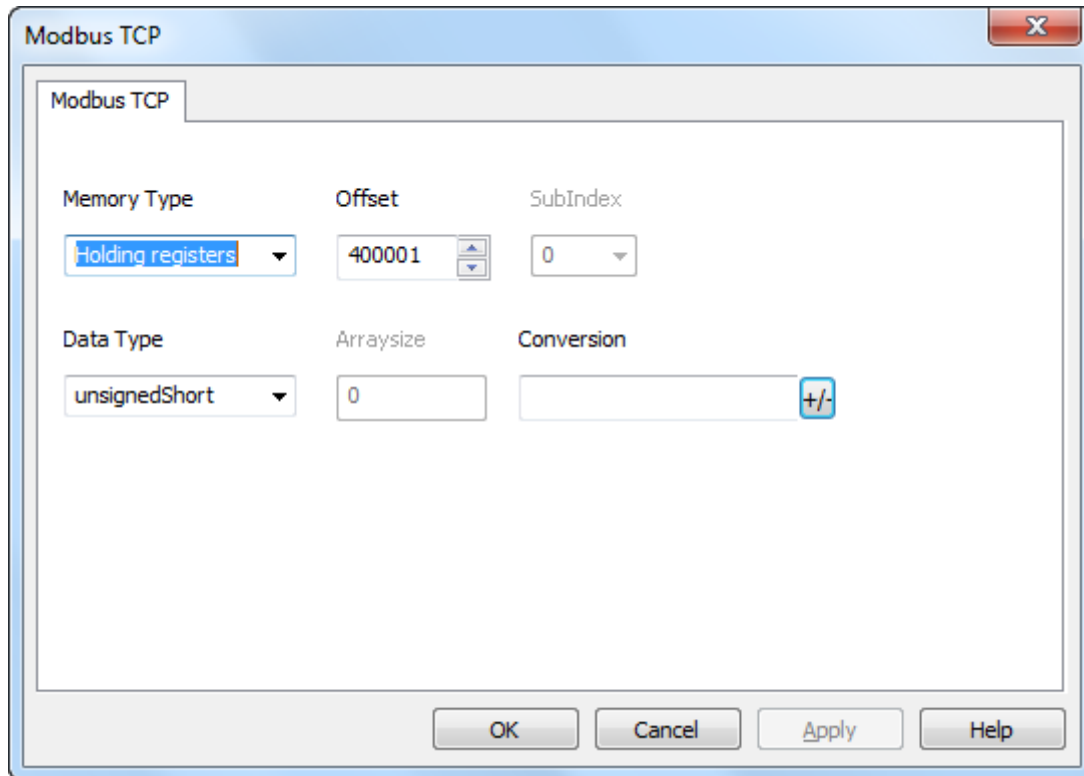 Modbus TCP
Modbus TCP
Memory Type Offset SubIndex
Holding registers 400001 0
Data Type Arraysize Conversion
unsignedShort 0 +/-
OK Cancel Apply Help